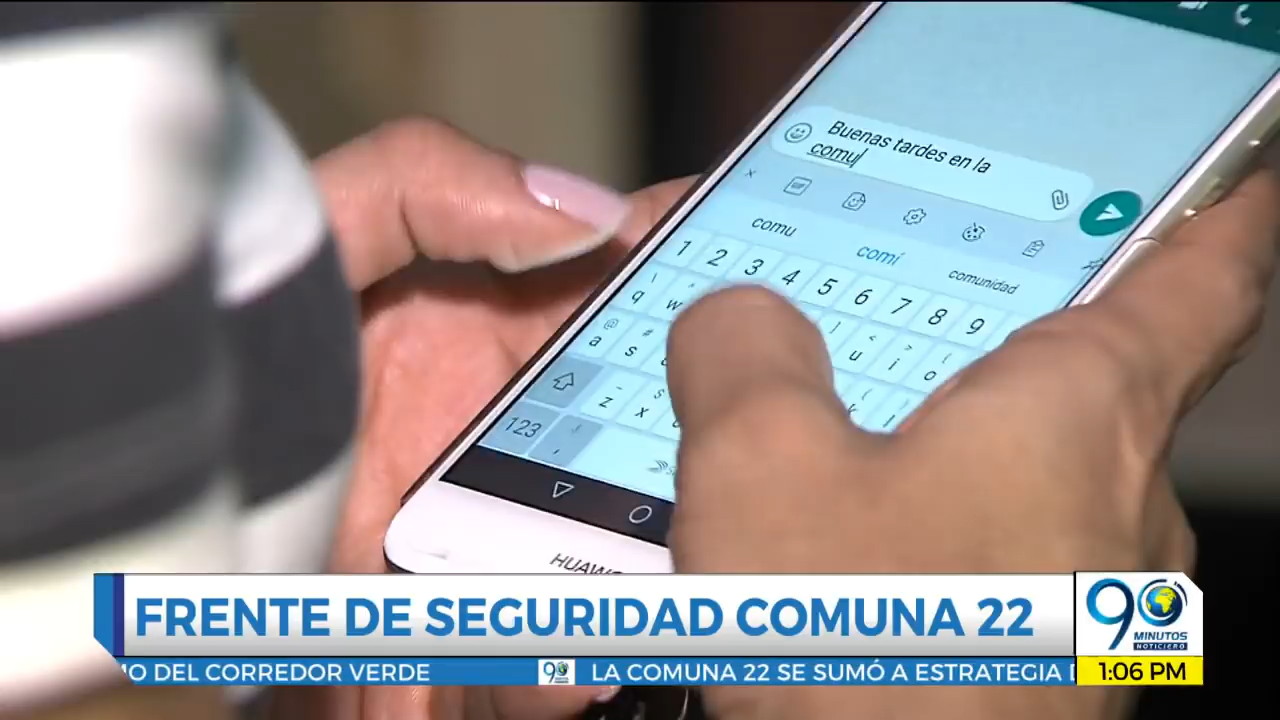 Buenas tardes en la
comu
comu comí comunidad
1 2 3 4 5 6 7 8 9
q w u i o
@ #
a s
z x
123
FRENTE DE SEGURIDAD COMUNA 22
90
MINUTOS
NOTICIERO
MO DEL CORREDOR VERDE
LA COMUNA 22 SE SUMÓ A ESTRATEGIA
1:06 PM